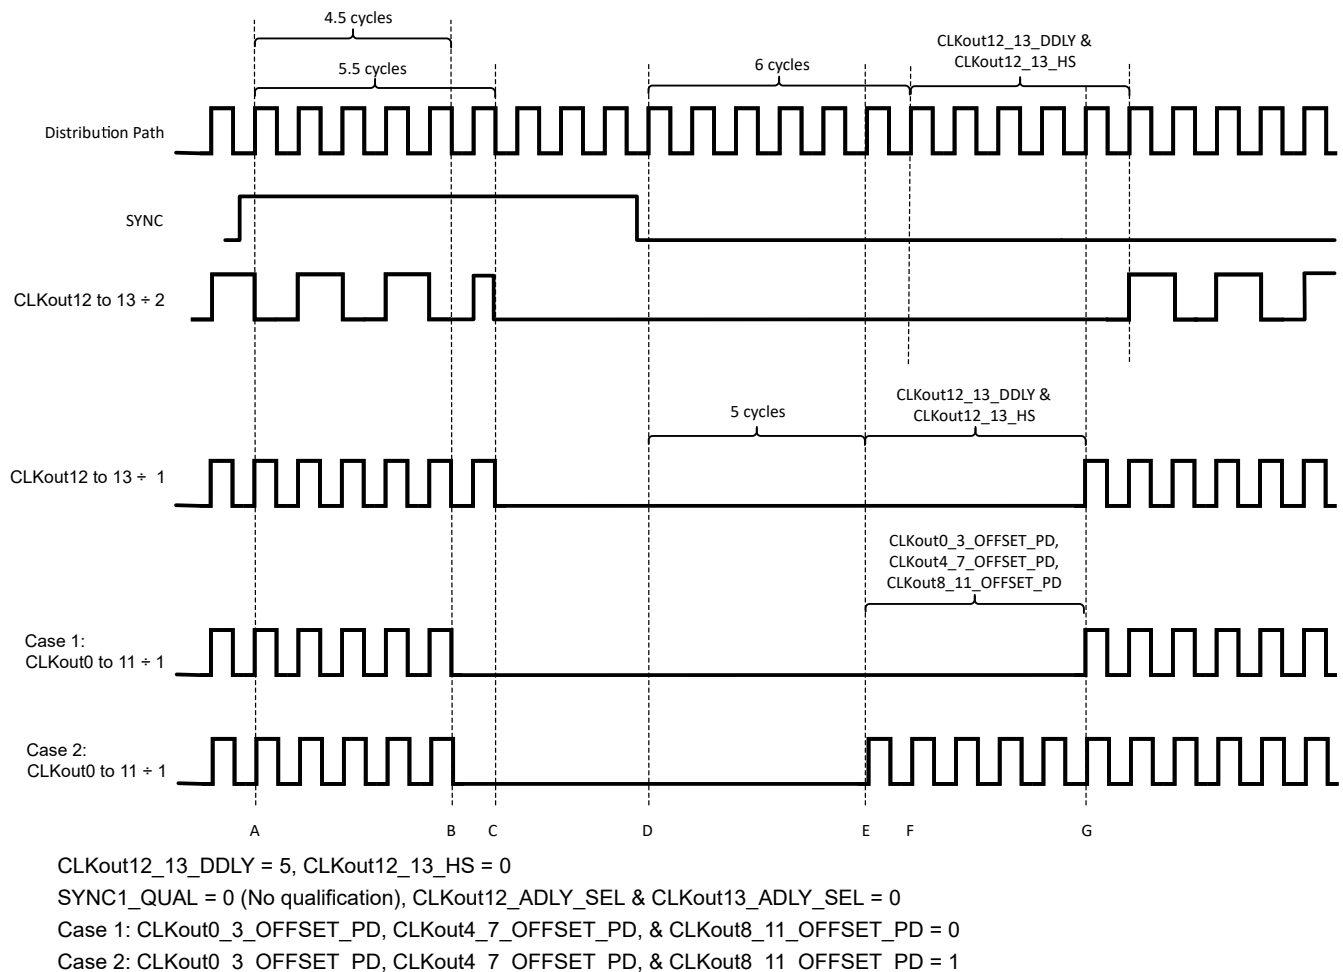 4.5 cycles
5.5 cycles
6 cycles
CLKout12_13_DDLY &
CLKout12_13_HS
Distribution Path
SYNC
CLKout12 to 13 ÷ 2
CLKout12_13_DDLY &
CLKout12_13_HS
5 cycles
CLKout12 to 13 ÷ 1
CLKout0_3_OFFSET_PD,
CLKout4_7_OFFSET_PD,
CLKout8_11_OFFSET_PD
Case 1:
CLKout0 to 11 ÷ 1
Case 2:
CLKout0 to 11 ÷ 1
A B C D E F G
CLKout12_13_DDLY = 5, CLKout12_13_HS = 0
SYNC1_QUAL = 0 (No qualification), CLKout12_ADLY_SEL & CLKout13_ADLY_SEL = 0
Case 1: CLKout0_3_OFFSET_PD, CLKout4_7_OFFSET_PD, & CLKout8_11_OFFSET_PD = 0
Case 2: CLKout0_3_OFFSET_PD, CLKout4_7_OFFSET_PD, & CLKout8_11_OFFSET_PD = 1